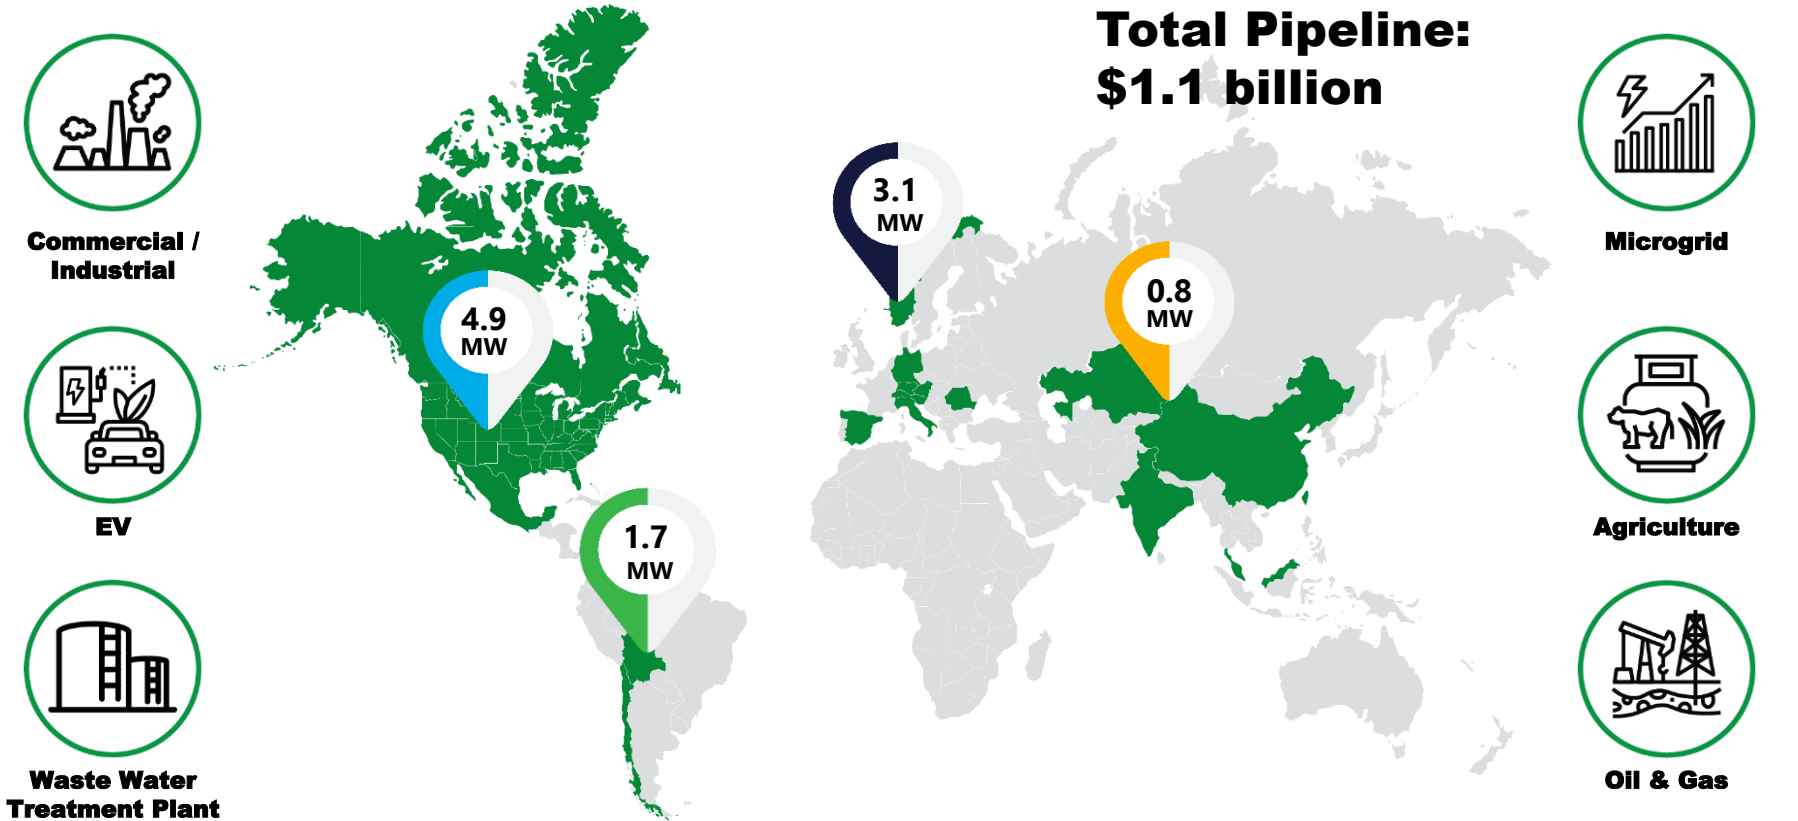 Total Pipeline:
$1.1 billion
Commercial /
Industrial
EV
Waste Water
Treatment Plant
4.9
MW
1.7
MW
3.1
MW
0.8
MW
Microgrid
Agriculture
Oil & Gas